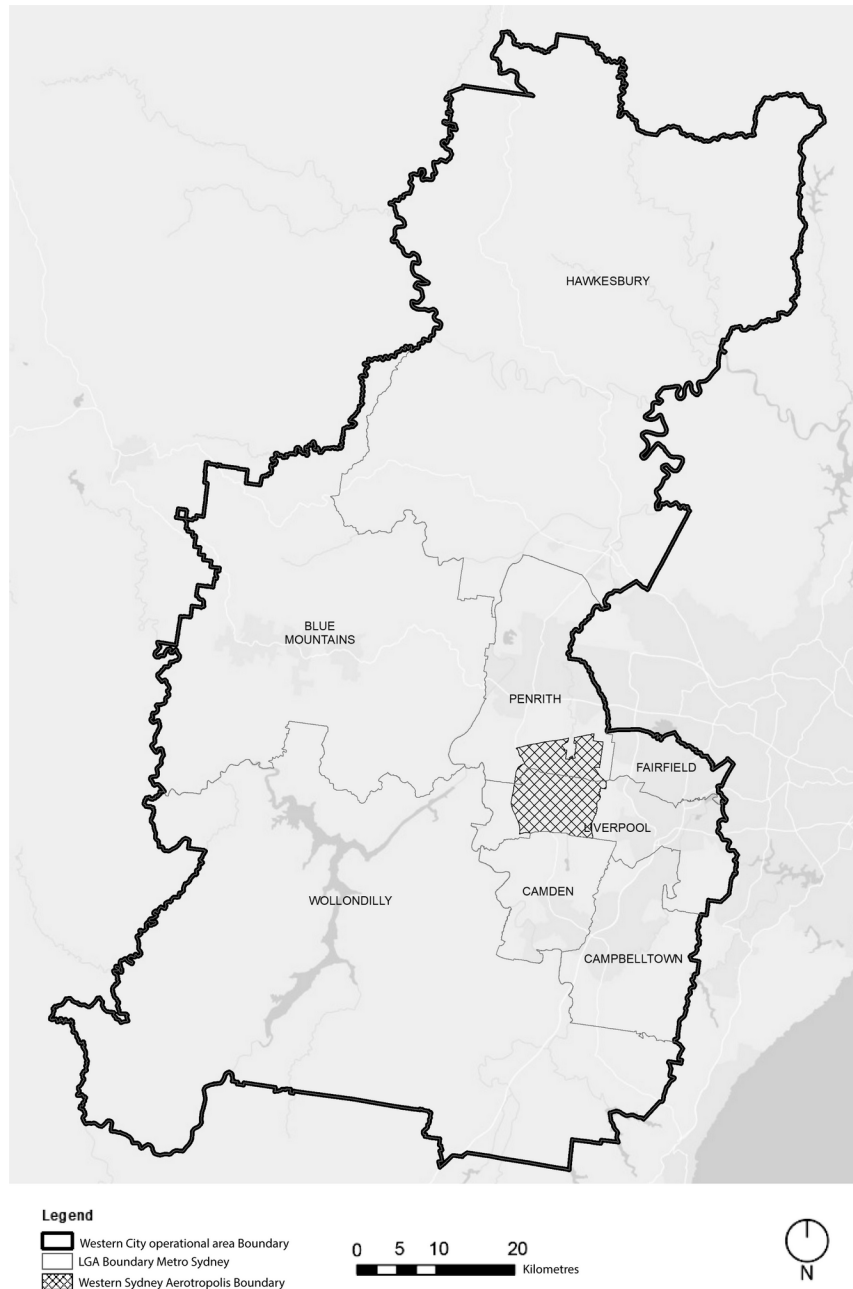 HAWKESBURY
BLUE
MOUNTAINS
PENRITH
FAIRFIELD
LIVERPOOL
CAMDEN
WOLLONDILLY
CAMPBELLTOWN
Legend
Western City operational area Boundary
LGA Boundary Metro Sydney
Western Sydney Aerotropolis Boundary
0 5 10 20
Kilometres
N